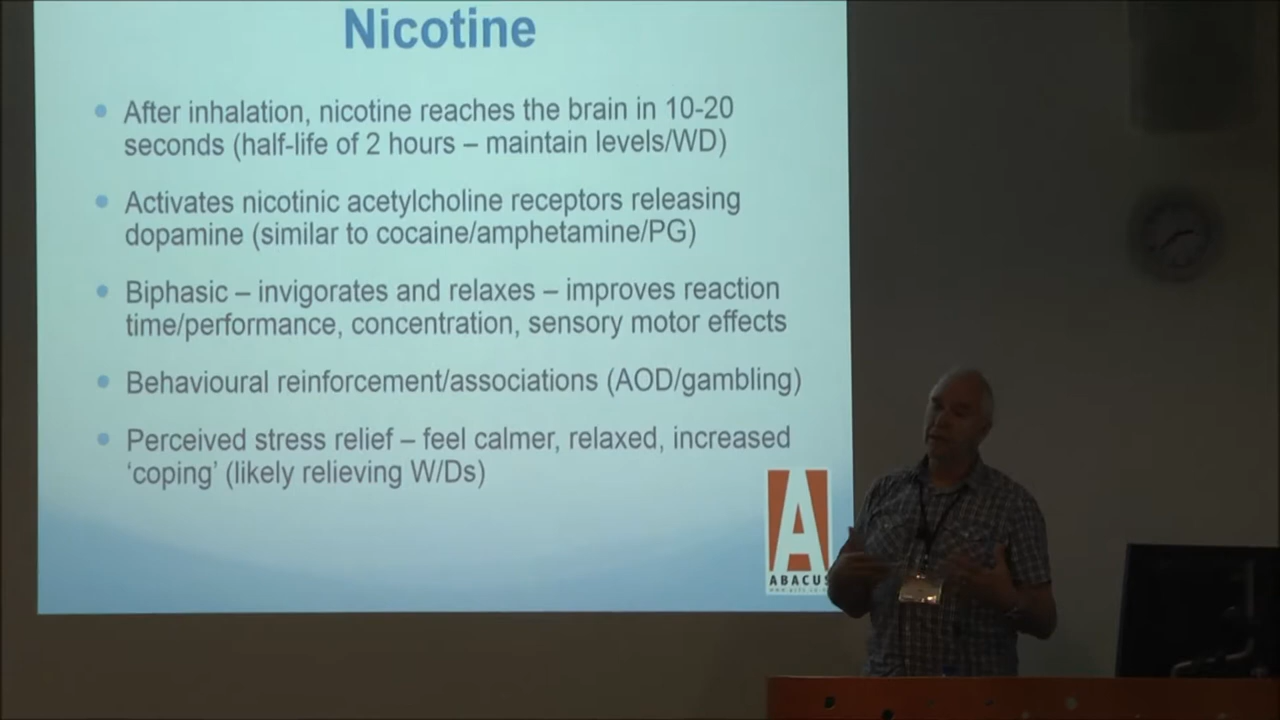 Nicotine
After inhalation, nicotine reaches the brain in 10-20
seconds (half-life of 2 hours – maintain levels/WD)
Activates nicotinic acetylcholine receptors releasing
dopamine (similar to cocaine/amphetamine/PG)
Biphasic – invigorates and relaxes – improves reaction
time/performance, concentration, sensory motor effects
Behavioural reinforcement/associations (AOD/gambling)
Perceived stress relief – feel calmer, relaxed, increased
‘coping’ (likely relieving W/Ds)
A
ABACUS